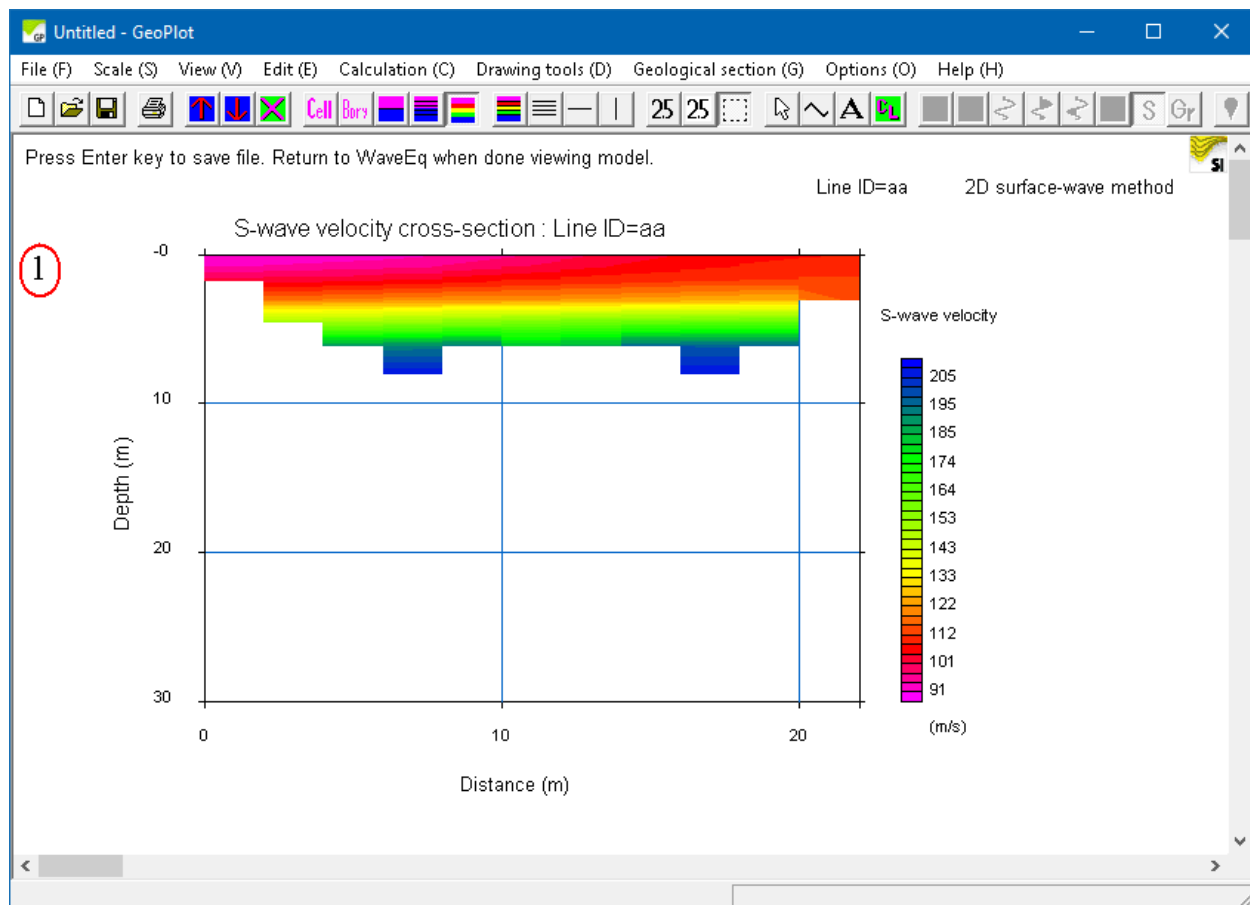 Untitled - GeoPlot
File (F) Scale (S) View (V) Edit (E) Calculation (C) Drawing tools (D) Geological section (G) Options (O) Help (H)
Cell Bory 25 25 A CL S Gr
Press Enter key to save file. Return to WaveEq when done viewing model.
SI
Line ID=aa 2D surface-wave method
S-wave velocity cross-section : Line ID=aa
1
-0
10
20
30
Depth (m)
0 10 20
Distance (m)
S-wave velocity
205
195
185
174
164
153
143
133
122
112
101
91
(m/s)